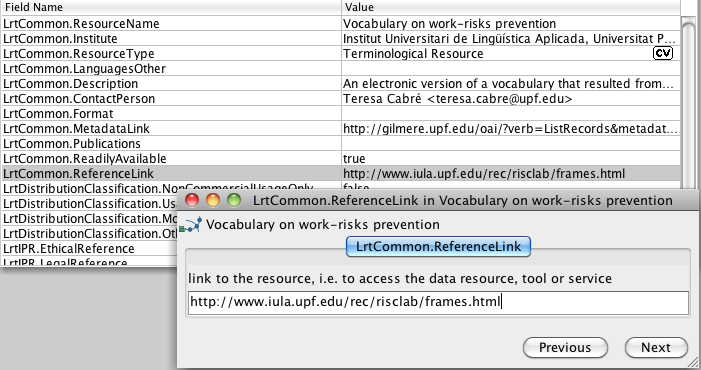 Field Name Value
LrtCommon.ResourceName Vocabulary on work-risks prevention
LrtCommon.Institute Institut Universitari de Lingüística Aplicada, Universitat P...
LrtCommon.ResourceType Terminological Resource CV
LrtCommon.LanguagesOther
LrtCommon.Description An electronic version of a vocabulary that resulted from...
LrtCommon.ContactPerson Teresa Cabré <teresa.cabre@upf.edu>
LrtCommon.Format
LrtCommon.MetadataLink http://gilmere.upf.edu/oai/?verb=ListRecords&metadat...
LrtCommon.Publications
LrtCommon.ReadilyAvailable true
LrtCommon.ReferenceLink http://www.iula.upf.edu/rec/risclab/frames.html
LrtDistributionClassification.NonCommercialUsageOnly false
LrtDistributionClassification.Us
LrtDistributionClassification.Mo
LrtDistributionClassification.Ot
LrtIPR.EthicalReference
LrtIPR.LegalReference
LrtCommon.ReferenceLink in Vocabulary on work-risks prevention
Vocabulary on work-risks prevention
LrtCommon.ReferenceLink
link to the resource, i.e. to access the data resource, tool or service
http://www.iula.upf.edu/rec/risclab/frames.html
Previous Next